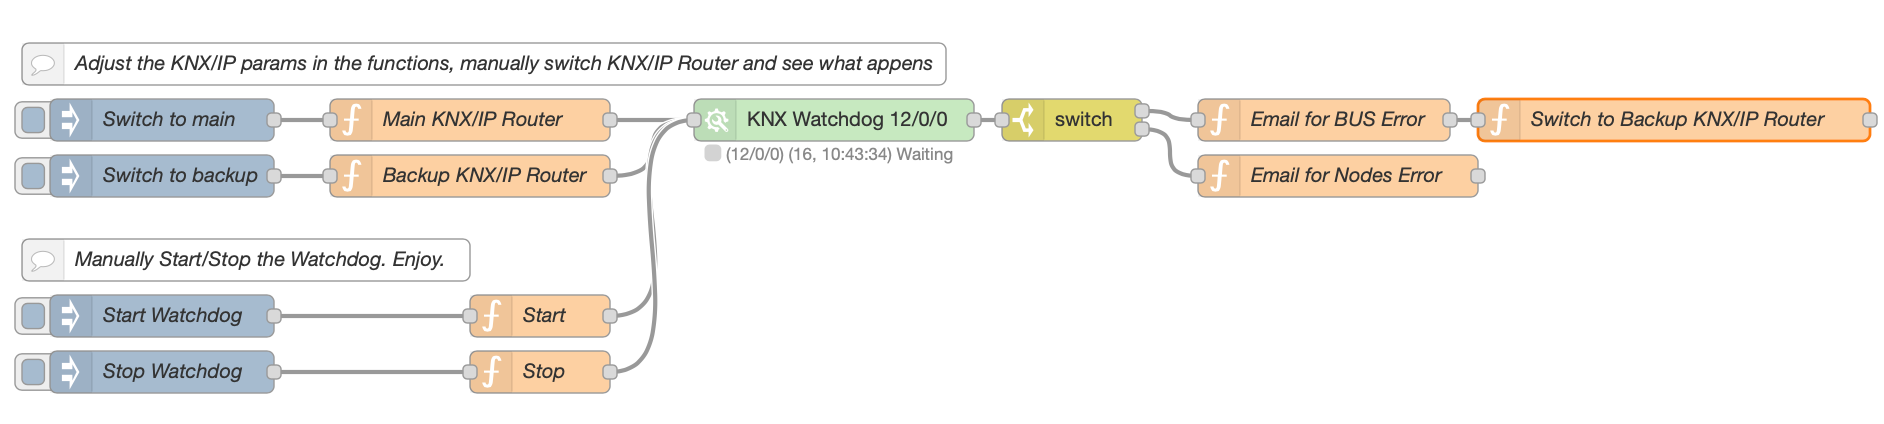 Adjust the KNX/IP params in the functions, manually switch KNX/IP Router and see what appens
Switch to main
Main KNX/IP Router
KNX Watchdog 12/0/0
switch
Email for BUS Error
Switch to Backup KNX/IP Router
(12/0/0) (16, 10:43:34) Waiting
Switch to backup
Backup KNX/IP Router
Email for Nodes Error
Manually Start/Stop the Watchdog. Enjoy.
Start Watchdog
Start
Stop Watchdog
Stop